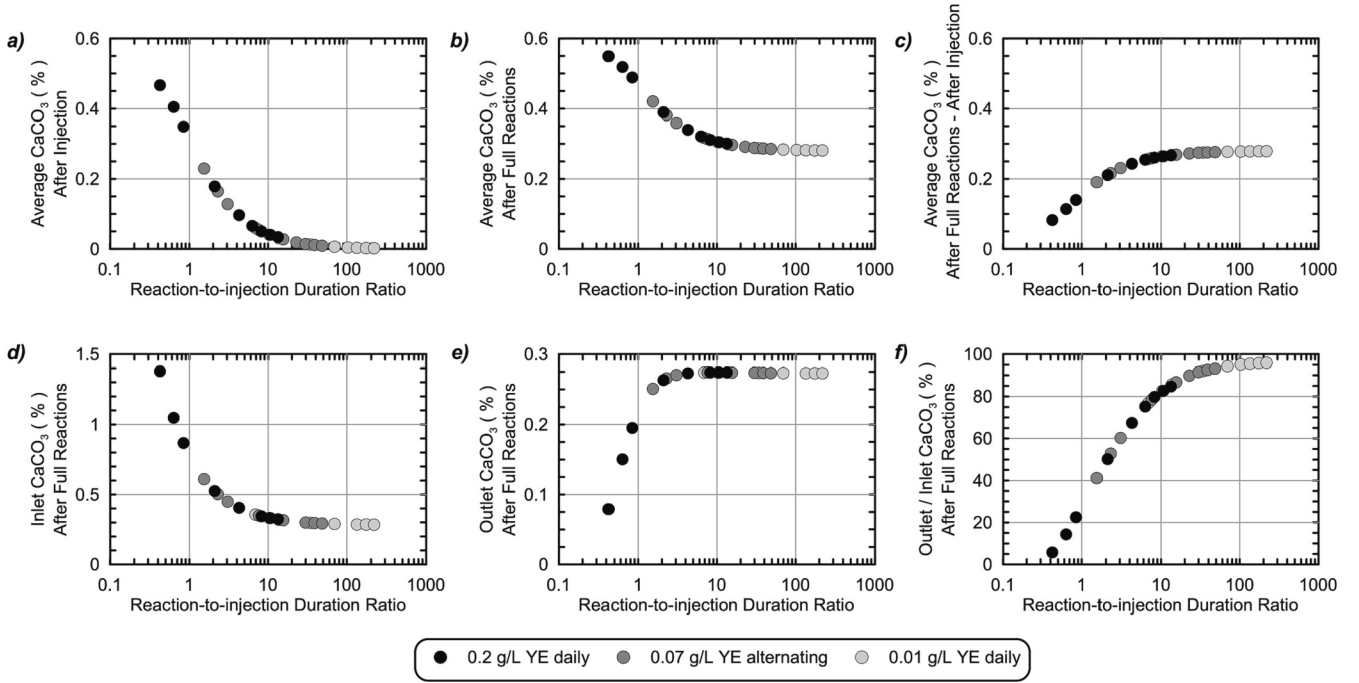 a)
Average CaCO3 ( % )
After Injection
0.6
0.4
0.2
0
0.1 1 10 100 1000
Reaction-to-injection Duration Ratio
b)
Average CaCO3 ( % )
After Full Reactions
0.6
0.4
0.2
0.0
0.1 1 10 100 1000
Reaction-to-injection Duration Ratio
c)
Average CaCO3 ( % )
After Full Reactions - After Injection
0.6
0.4
0.2
0
0.1 1 10 100 1000
Reaction-to-injection Duration Ratio
d)
Inlet CaCO3 ( % )
After Full Reactions
1.5
1
0.5
0
0.1 1 10 100 1000
Reaction-to-injection Duration Ratio
e)
Outlet CaCO3 ( % )
After Full Reactions
0.3
0.2
0.1
0.0
0.1 1 10 100 1000
Reaction-to-injection Duration Ratio
f)
Outlet / Inlet CaCO3 ( % )
After Full Reactions
100
80
60
40
20
0
0.1 1 10 100 1000
Reaction-to-injection Duration Ratio
0.2 g/L YE daily 0.07 g/L YE alternating 0.01 g/L YE daily